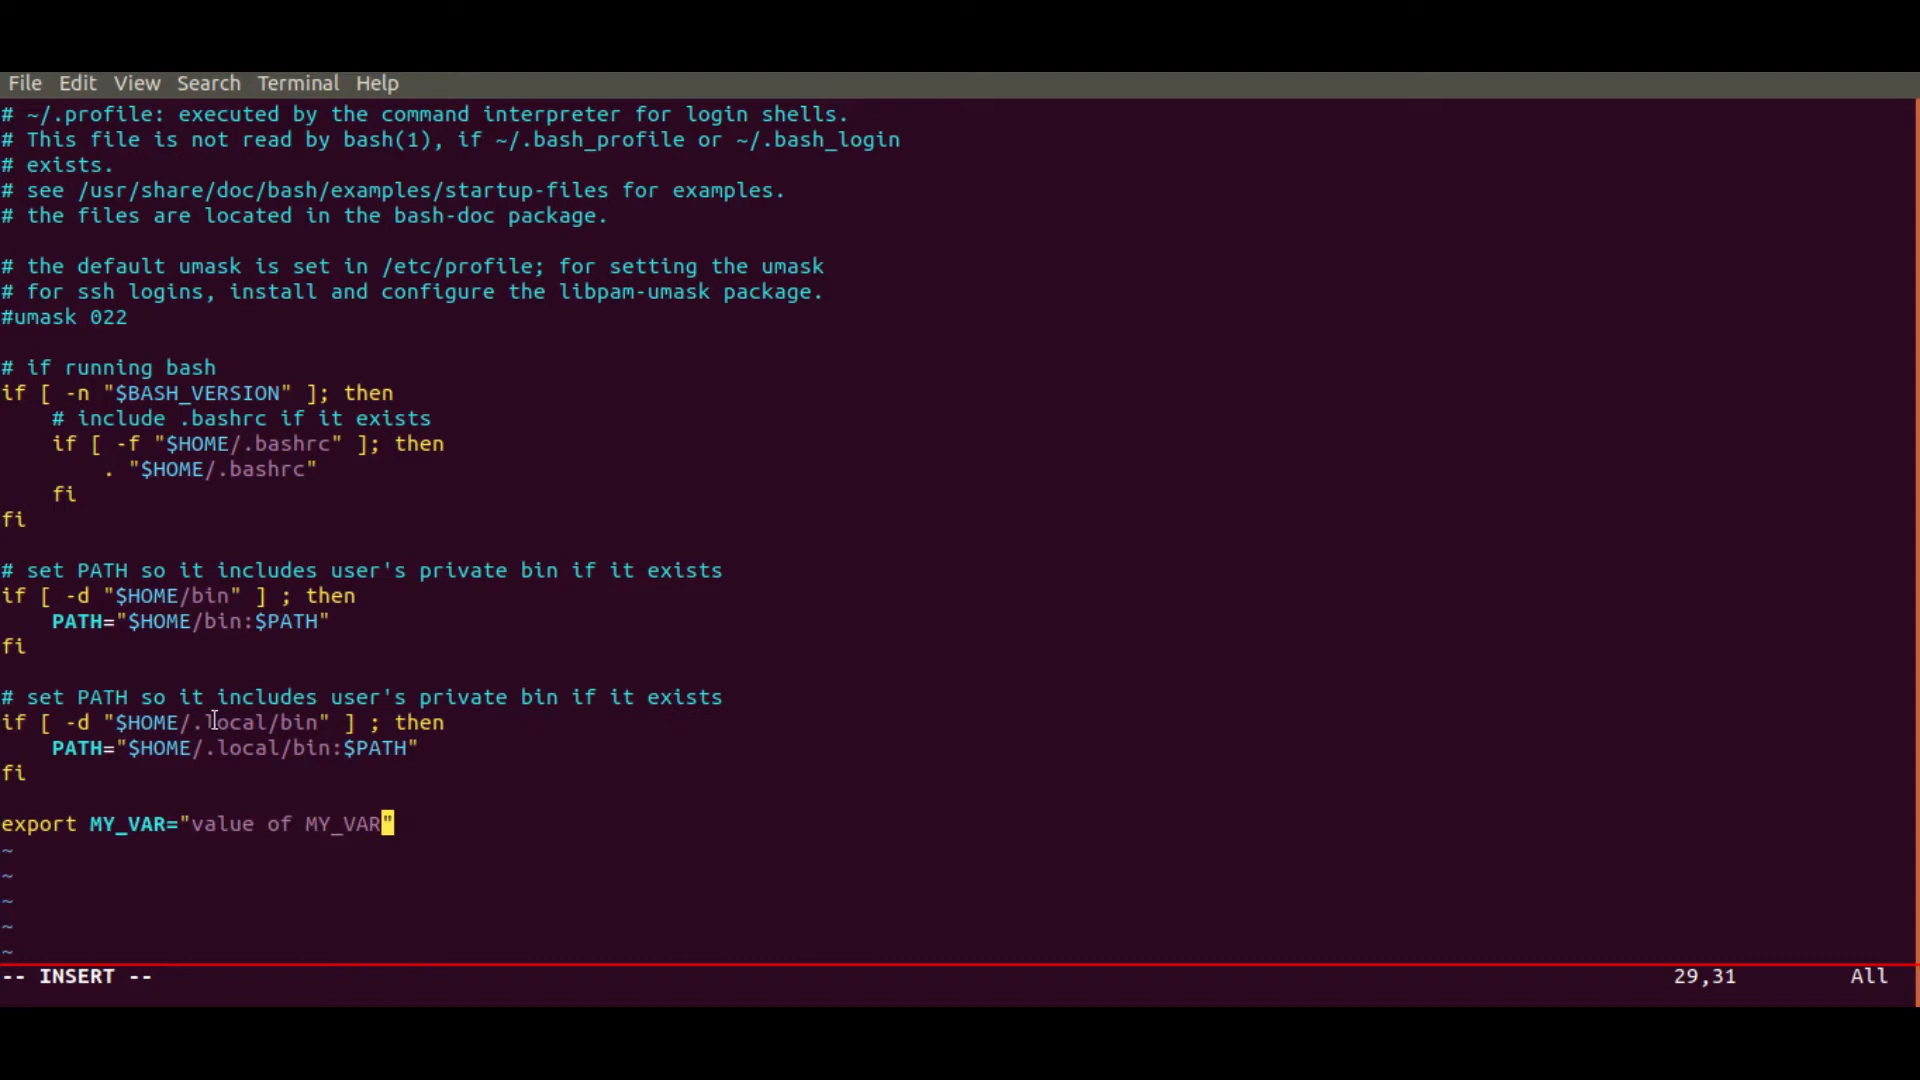 File Edit View Search Terminal Help
# ~/.profile: executed by the command interpreter for login shells.
# This file is not read by bash(1), if ~/.bash_profile or ~/.bash_login
# exists.
# see /usr/share/doc/bash/examples/startup-files for examples.
# the files are located in the bash-doc package.
# the default umask is set in /etc/profile; for setting the umask
# for ssh logins, install and configure the libpam-umask package.
#umask 022
# if running bash
if [ -n "$BASH_VERSION" ]; then
    # include .bashrc if it exists
    if [ -f "$HOME/.bashrc" ]; then
        . "$HOME/.bashrc"
    fi
fi
# set PATH so it includes user's private bin if it exists
if [ -d "$HOME/bin" ] ; then
    PATH="$HOME/bin:$PATH"
fi
# set PATH so it includes user's private bin if it exists
if [ -d "$HOME/.local/bin" ] ; then
    PATH="$HOME/.local/bin:$PATH"
fi
export MY_VAR="value of MY_VAR"
~
~
~
~
~
-- INSERT -- 29,31 All